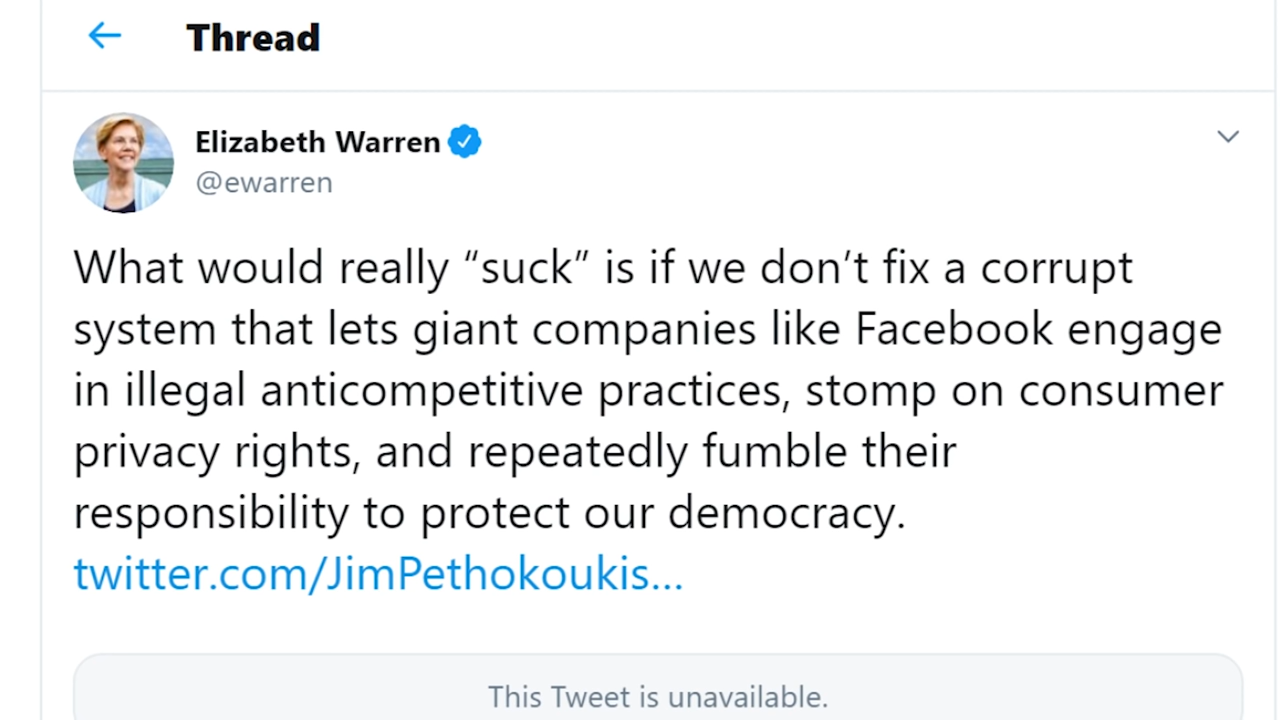 Thread
Elizabeth Warren
@ewarren
What would really “suck” is if we don’t fix a corrupt
system that lets giant companies like Facebook engage
in illegal anticompetitive practices, stomp on consumer
privacy rights, and repeatedly fumble their
responsibility to protect our democracy.
twitter.com/JimPethokoukis...
This Tweet is unavailable.